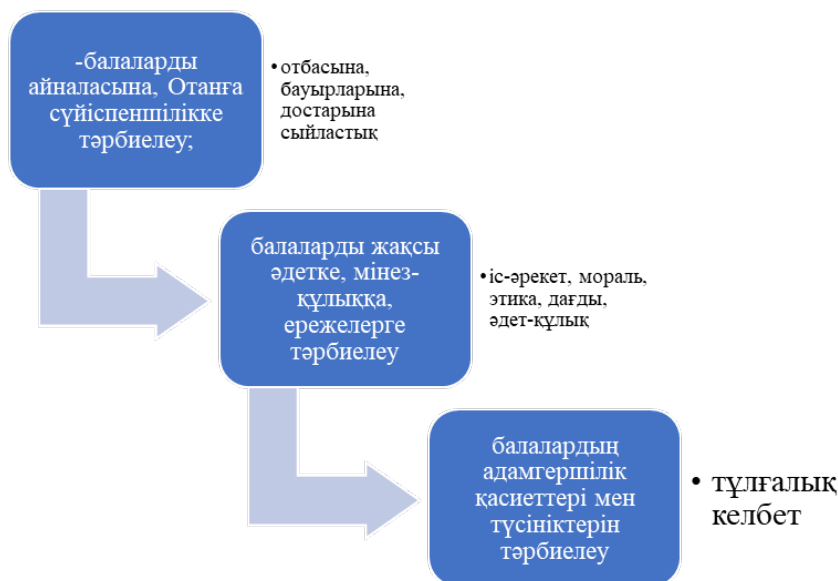 -балаларды
айналасына, Отанға
сүйіспеншілікке
тәрбиелеу;
• отбасына,
бауырларына,
достарына
сыйластық
балаларды жақсы
әдетке, мінез-
құлыққа,
ережелерге
тәрбиелеу
• іс-әрекет, мораль,
этика, дағды,
әдет-құлық
балалардың
адамгершілік
қасиеттері мен
түсініктерін
тәрбиелеу
• тұлғалық
келбет